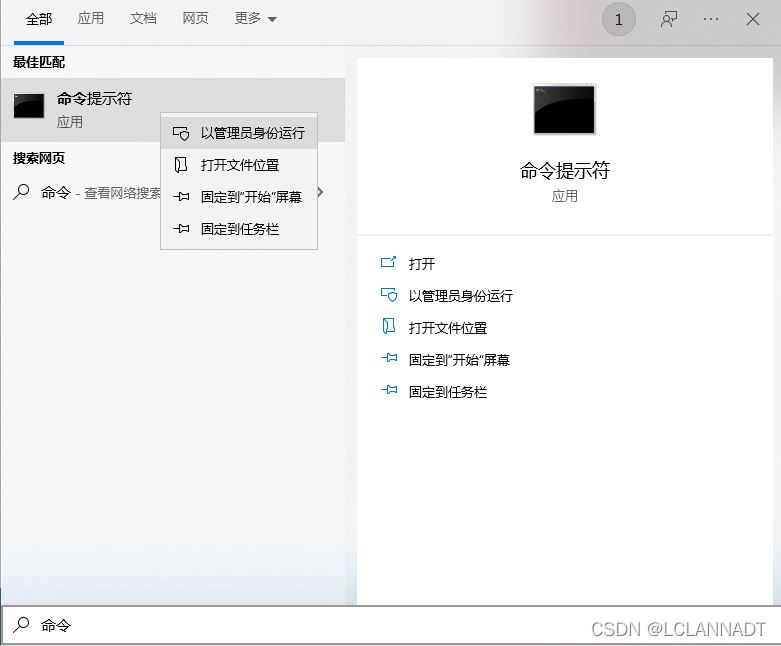 全部 应用 文档 网页 更多 1 ···
最佳匹配
命令提示符
应用
以管理员身份运行
打开文件位置
固定到"开始"屏幕
固定到任务栏
搜索网页
命令 - 查看网络搜索
命令提示符
应用
打开
以管理员身份运行
打开文件位置
固定到"开始"屏幕
固定到任务栏
命令
CSDN @LCLANNADT